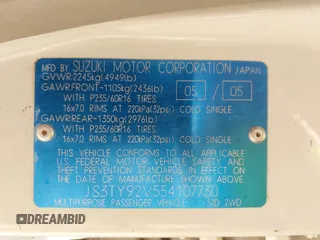 MFD BY SUZUKI MOTOR CORPORATION JAPAN
GVWR-2245kg(4949lb)
GAWRFRONT-1105kg(2436lb) 05 / 05
WITH P235/60R16 TIRES
16x7.0 RIMS AT 220kPa(32psi) COLD SINGLE
GAWRREAR-1350kg(2976lb)
WITH P235/60R16 TIRES
16x7.0 RIMS AT 220kPa(32psi) COLD SINGLE
THIS VEHICLE CONFORMS TO ALL APPLICABLE
U.S. FEDERAL MOTOR VEHICLE SAFETY AND
THEFT PREVENTION STANDARDS IN EFFECT ON
THE DATE OF MANUFACTURE SHOWN ABOVE
JS3TY92V554107730
MULTIPURPOSE PASSENGER VEHICLE 52D 2WD
DREAMBID